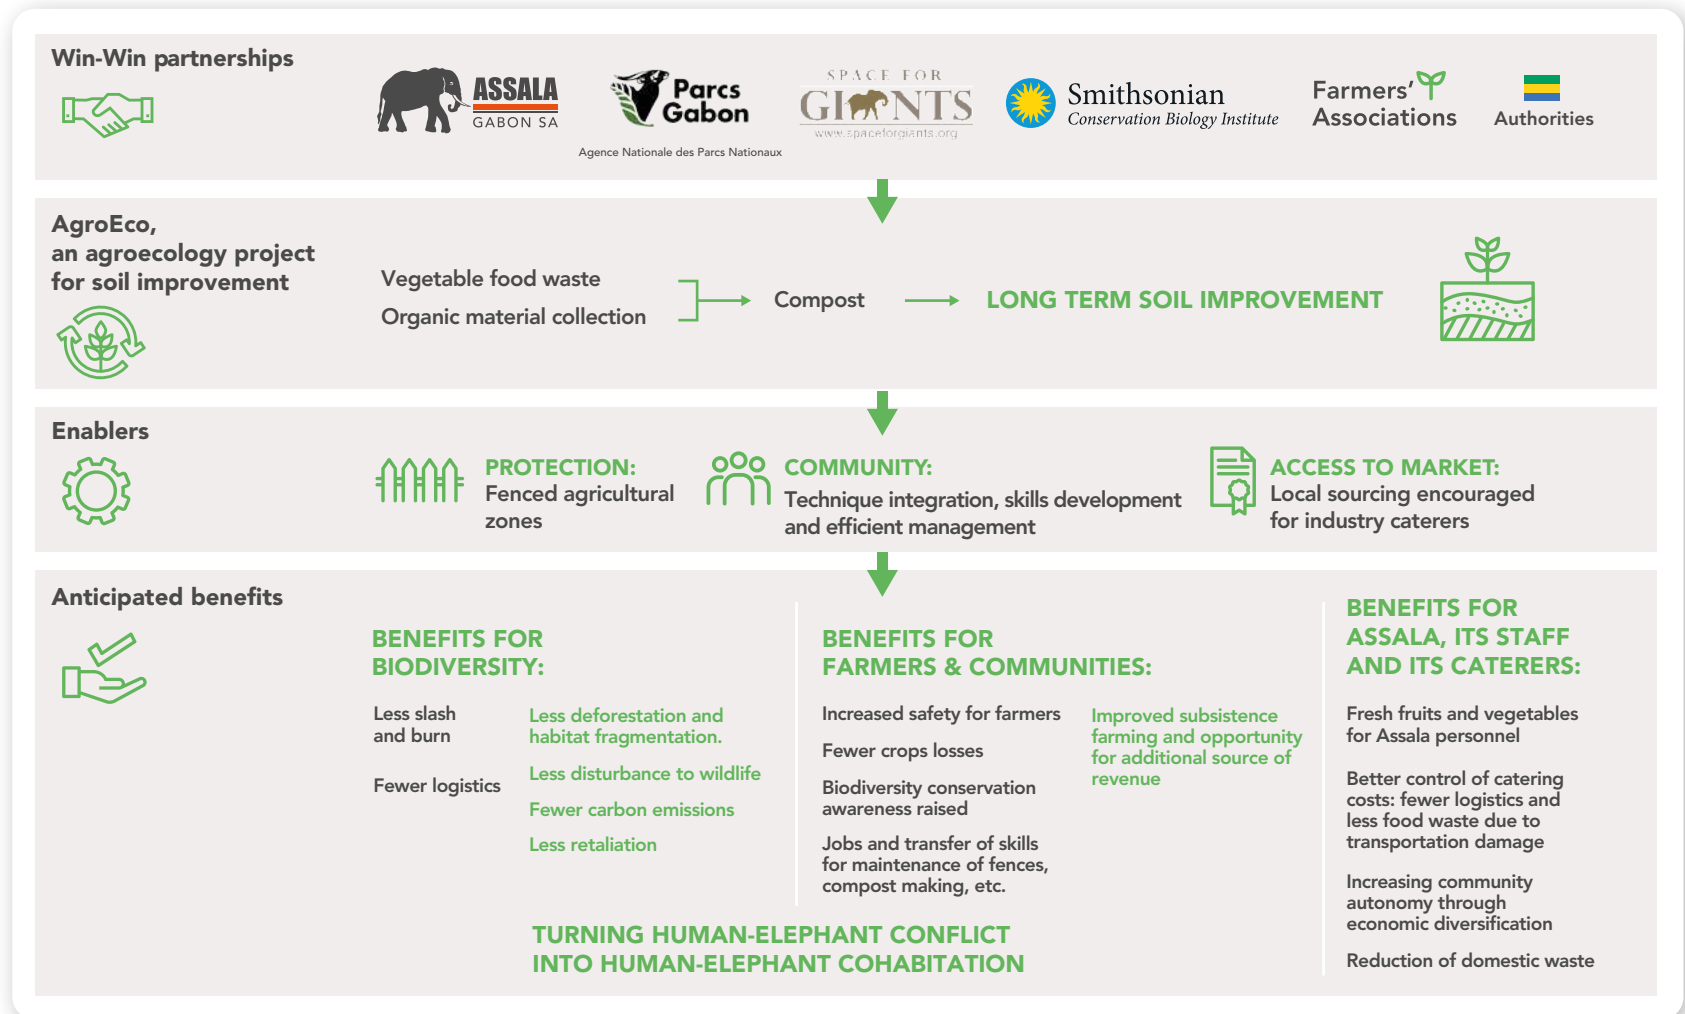 Win-Win partnerships
ASSALA
GABON SA
Parcs
Gabon
Agence Nationale des Parcs Nationaux
SPACE FOR
GIANTS
www.spaceforgiants.org
Smithsonian
Conservation Biology Institute
Farmers'
Associations
Authorities
AgroEco,
an agroecology project
for soil improvement
Vegetable food waste
Organic material collection
Compost
LONG TERM SOIL IMPROVEMENT
Enablers
PROTECTION:
Fenced agricultural
zones
COMMUNITY:
Technique integration, skills development
and efficient management
ACCESS TO MARKET:
Local sourcing encouraged
for industry caterers
Anticipated benefits
BENEFITS FOR
BIODIVERSITY:
Less slash
and burn
Fewer logistics
Less deforestation and
habitat fragmentation.
Less disturbance to wildlife
Fewer carbon emissions
Less retaliation
BENEFITS FOR
FARMERS & COMMUNITIES:
Increased safety for farmers
Fewer crops losses
Biodiversity conservation
awareness raised
Jobs and transfer of skills
for maintenance of fences,
compost making, etc.
Improved subsistence
farming and opportunity
for additional source of
revenue
TURNING HUMAN-ELEPHANT CONFLICT
INTO HUMAN-ELEPHANT COHABITATION
BENEFITS FOR
ASSALA, ITS STAFF
AND ITS CATERERS:
Fresh fruits and vegetables
for Assala personnel
Better control of catering
costs: fewer logistics and
less food waste due to
transportation damage
Increasing community
autonomy through
economic diversification
Reduction of domestic waste